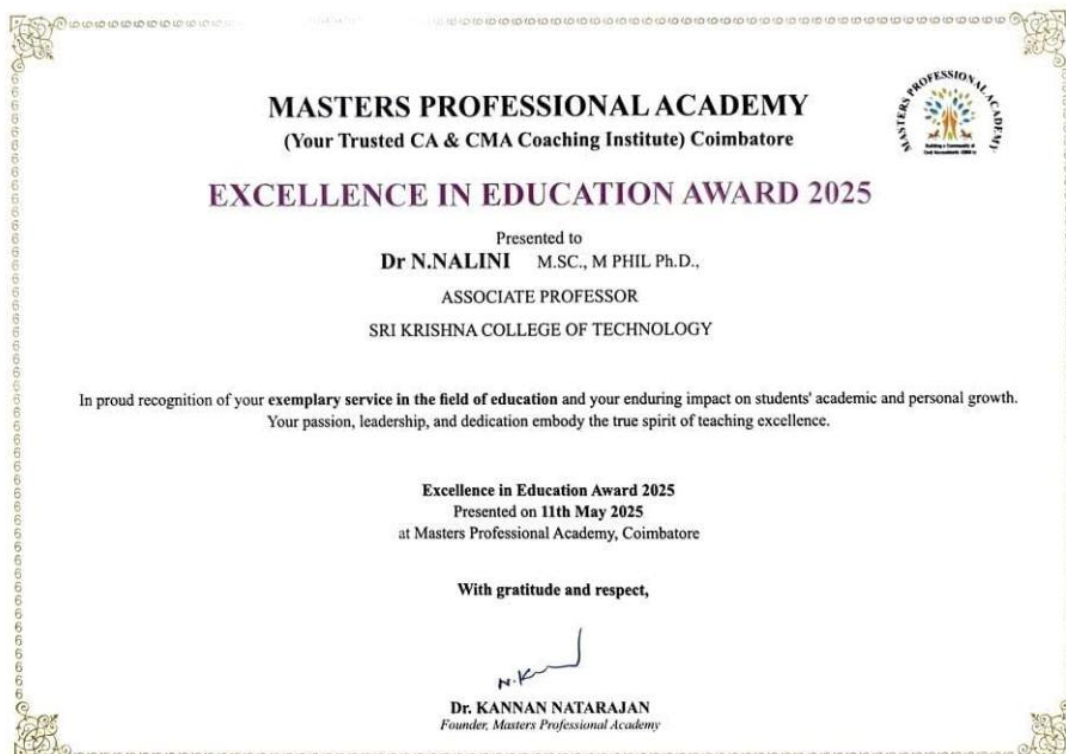 MASTERS PROFESSIONAL ACADEMY
(Your Trusted CA & CMA Coaching Institute) Coimbatore
MASTERS PROFESSIONAL ACADEMY
Building a Community of
EXCELLENCE IN EDUCATION AWARD 2025
Presented to
Dr N.NALINI M.SC., M PHIL Ph.D.,
ASSOCIATE PROFESSOR
SRI KRISHNA COLLEGE OF TECHNOLOGY
In proud recognition of your exemplary service in the field of education and your enduring impact on students' academic and personal growth.
Your passion, leadership, and dedication embody the true spirit of teaching excellence.
Excellence in Education Award 2025
Presented on 11th May 2025
at Masters Professional Academy, Coimbatore
With gratitude and respect,
Dr. KANNAN NATARAJAN
Founder, Masters Professional Academy